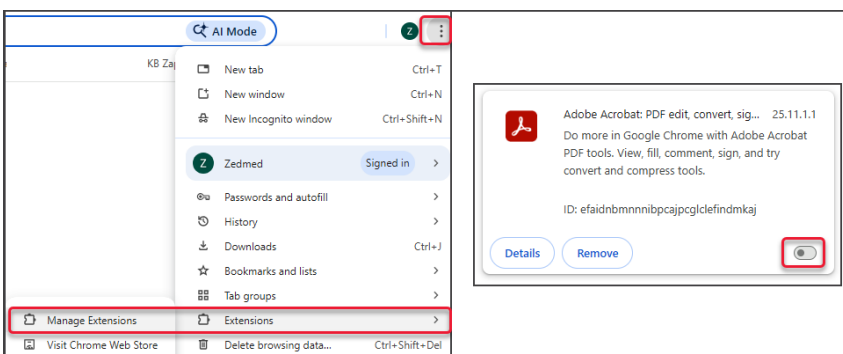 AI Mode
Z
KB Za
New tab Ctrl+T
New window Ctrl+N
New Incognito window Ctrl+Shift+N
Z Zedmed Signed in
Passwords and autofill
History
Downloads Ctrl+J
Bookmarks and lists
Tab groups
Manage Extensions
Extensions
Visit Chrome Web Store
Delete browsing data... Ctrl+Shift+Del
Adobe Acrobat: PDF edit, convert, sig... 25.11.1.1
Do more in Google Chrome with Adobe Acrobat
PDF tools. View, fill, comment, sign, and try
convert and compress tools.
ID: efaidnbmnnnibpcajpcglclefindmkaj
Details Remove